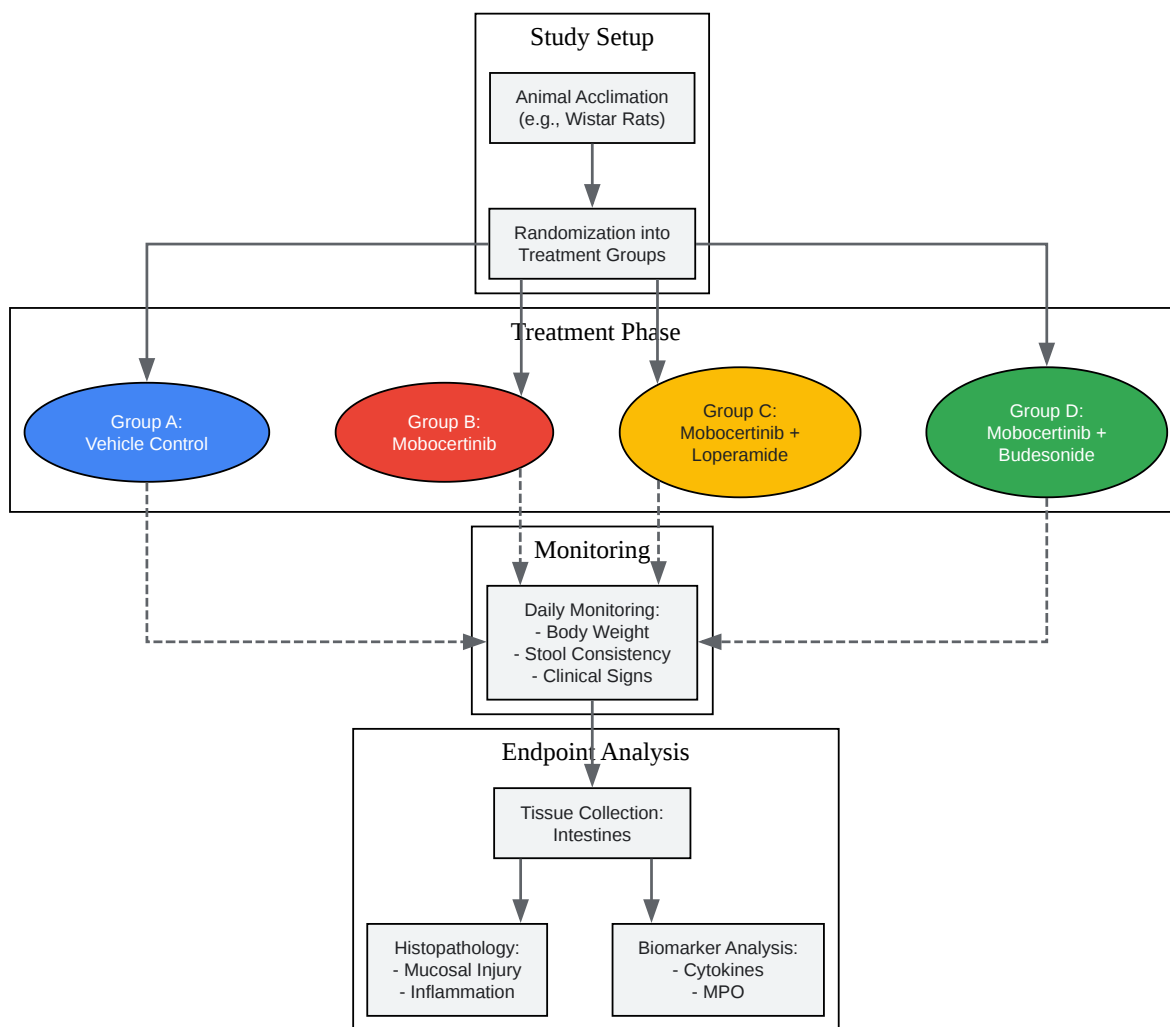 Study Setup
Animal Acclimation
(e.g., Wistar Rats)
Randomization into
Treatment Groups
Treatment Phase
Group A:
Vehicle Control
Group B:
Mobocertinib
Group C:
Mobocertinib +
Loperamide
Group D:
Mobocertinib +
Budesonide
Monitoring
Daily Monitoring:
- Body Weight
- Stool Consistency
- Clinical Signs
Endpoint Analysis
Tissue Collection:
Intestines
Histopathology:
- Mucosal Injury
- Inflammation
Biomarker Analysis:
- Cytokines
- MPO